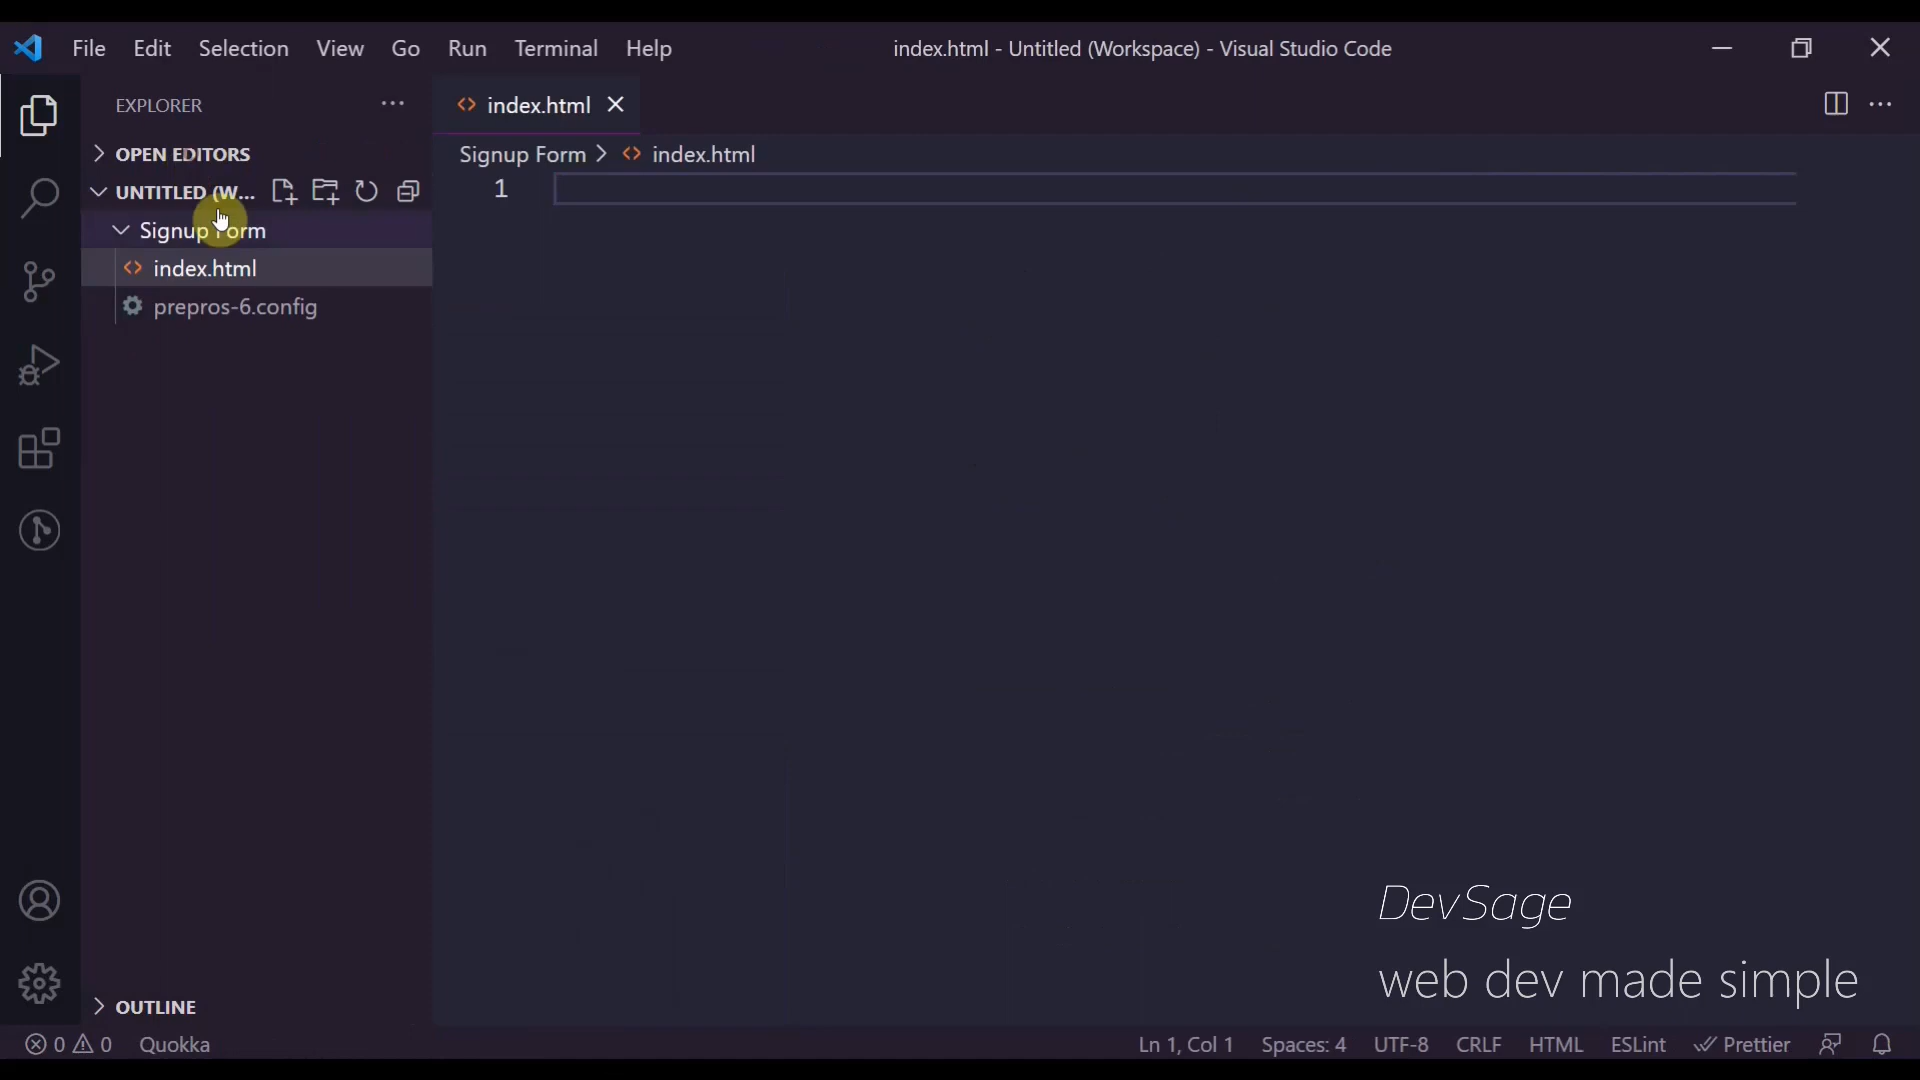 File Edit Selection View Go Run Terminal Help
index.html - Untitled (Workspace) - Visual Studio Code
EXPLORER
index.html
OPEN EDITORS
Signup Form > index.html
UNTITLED (W...
1
Signup Form
index.html
prepros-6.config
DevSage
web dev made simple
OUTLINE
0 0 Quokka
Ln 1, Col 1 Spaces: 4 UTF-8 CRLF HTML ESLint Prettier